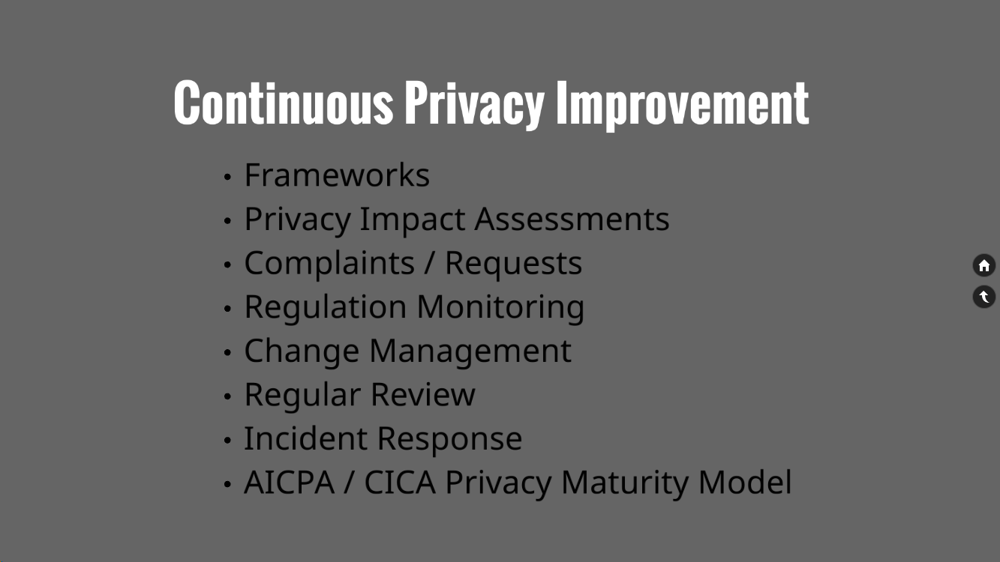 Continuous Privacy Improvement
• Frameworks
• Privacy Impact Assessments
• Complaints / Requests
• Regulation Monitoring
• Change Management
• Regular Review
• Incident Response
• AICPA / CICA Privacy Maturity Model